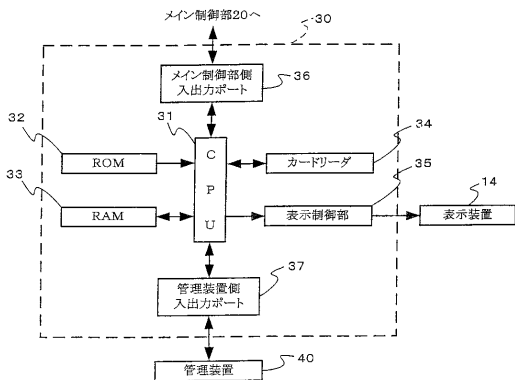 メイン制御部20へ
30
メイン制御部側
入出力ポート
36
31
32
34
CPU
ROM
カードリーダ
33
35
14
RAM
表示制御部
表示装置
37
管理装置側
入出力ポート
40
管理装置